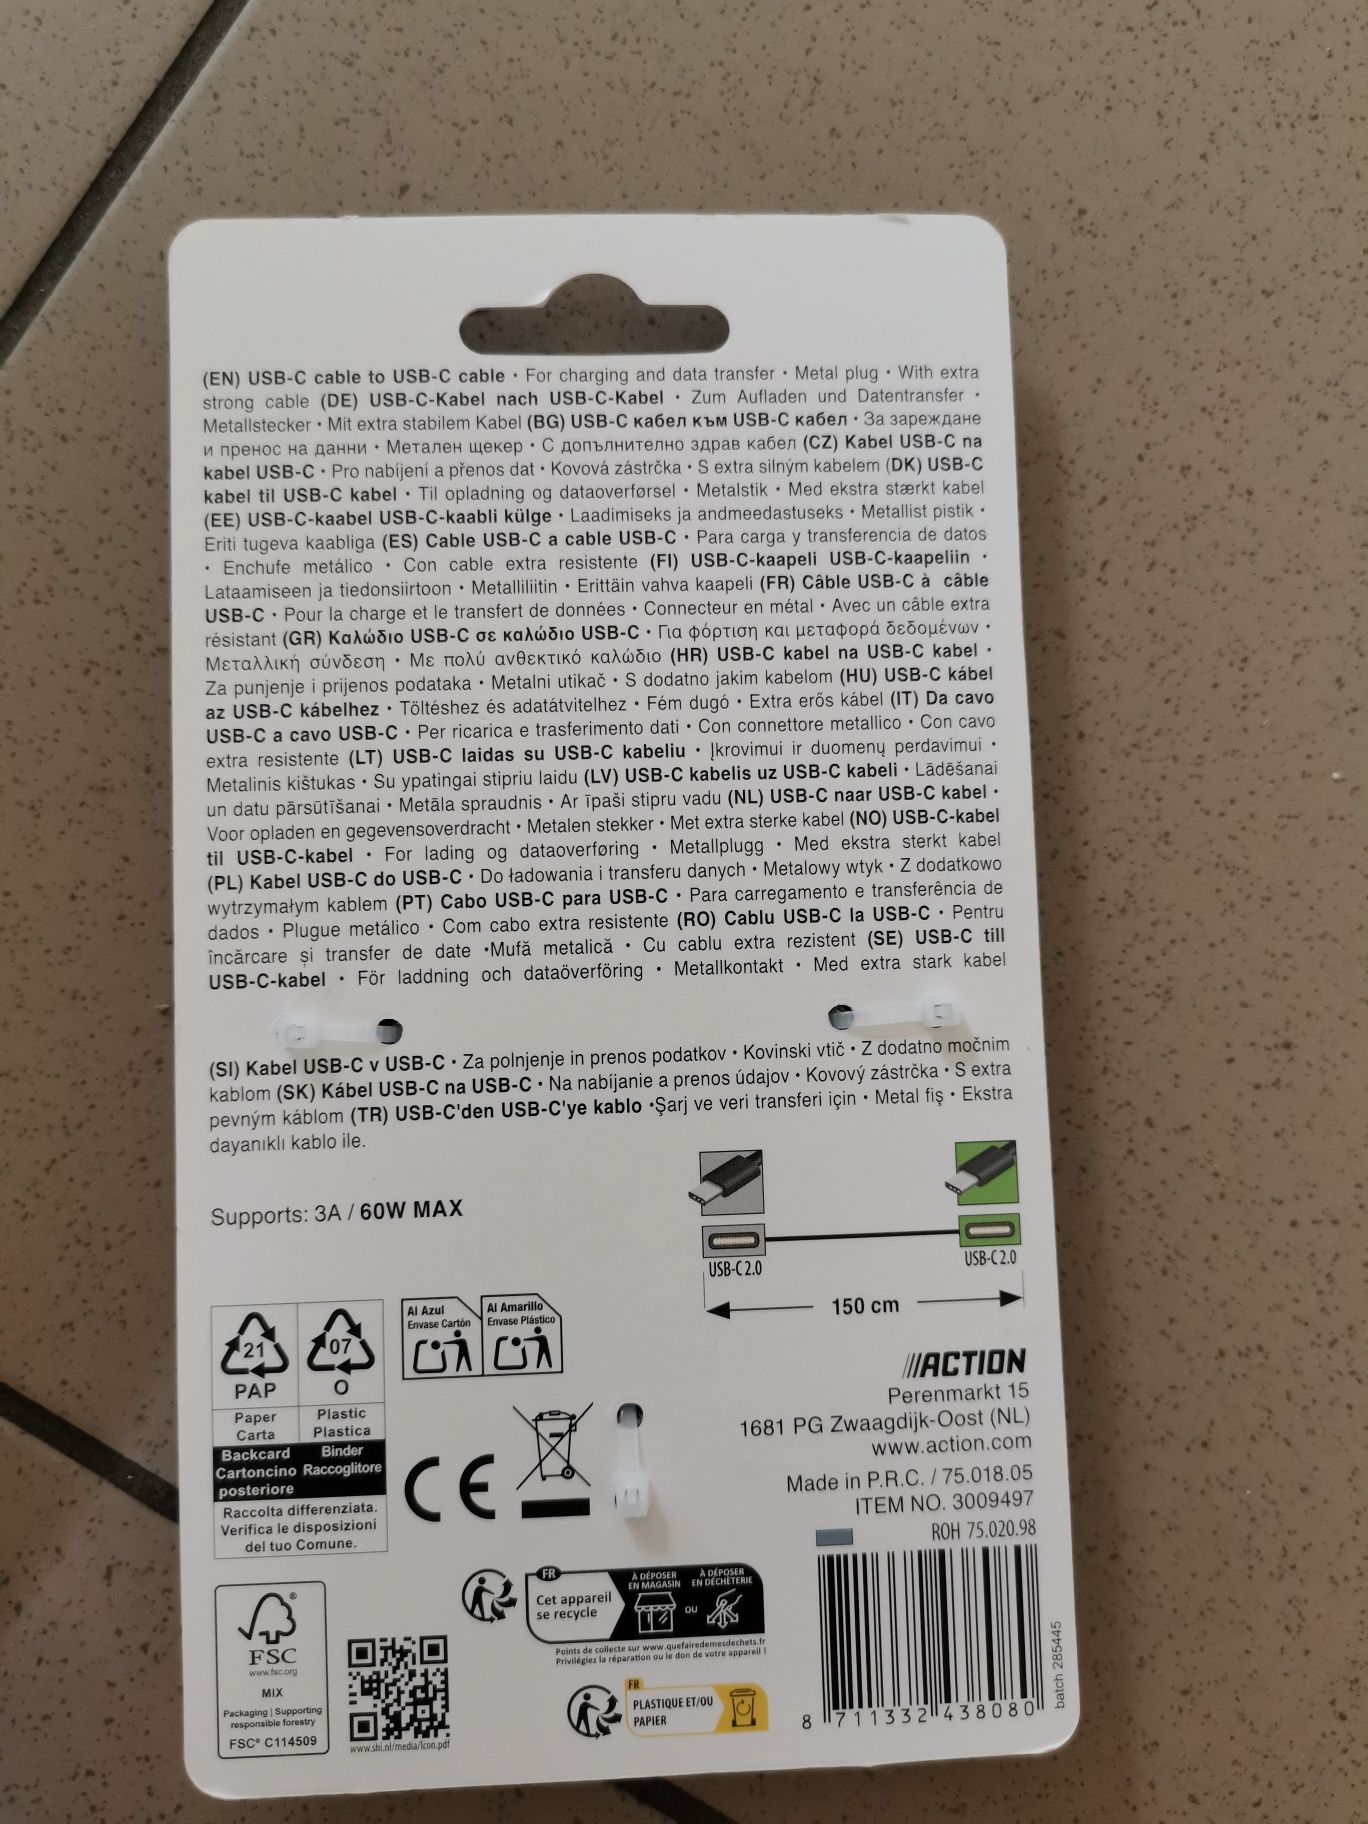 (EN) USB-C cable to USB-C cable • For charging and data transfer • Metal plug • With extra
strong cable (DE) USB-C-Kabel nach USB-C-Kabel • Zum Aufladen und Datentransfer •
Metallstecker • Mit extra stabilem Kabel (BG) USB-C кабел към USB-C кабел • За зареждане
и пренос на данни • Метален щекер • С допълнително здрав кабел (CZ) Kabel USB-C na
kabel USB-C • Pro nabíjení a přenos dat • Kovová zástrčka • S extra silným kabelem (DK) USB-C
kabel til USB-C kabel • Til opladning og dataoverførsel • Metalstik • Med ekstra stærkt kabel
(EE) USB-C-kaabel USB-C-kaabli külge • Laadimiseks ja andmeedastuseks • Metallist pistik •
Eriti tugeva kaabliga (ES) Cable USB-C a cable USB-C • Para carga y transferencia de datos
• Enchufe metálico • Con cable extra resistente (FI) USB-C-kaapeli USB-C-kaapeliin •
Lataamiseen ja tiedonsiirtoon • Metalliliitin • Erittäin vahva kaapeli (FR) Câble USB-C à câble
USB-C • Pour la charge et le transfert de données • Connecteur en métal • Avec un câble extra
résistant (GR) Καλώδιο USB-C σε καλώδιο USB-C • Για φόρτιση και μεταφορά δεδομένων •
Μεταλλική σύνδεση • Με πολύ ανθεκτικό καλώδιο (HR) USB-C kabel na USB-C kabel •
Za punjenje i prijenos podataka • Metalni utikač • S dodatno jakim kabelom (HU) USB-C kábel
az USB-C kábelhez • Töltéshez és adatátvitelhez • Fém dugó • Extra erős kábel (IT) Da cavo
USB-C a cavo USB-C • Per ricarica e trasferimento dati • Con connettore metallico • Con cavo
extra resistente (LT) USB-C laidas su USB-C kabeliu • Įkrovimui ir duomenų perdavimui •
Metalinis kištukas • Su ypatingai stipriu laidu (LV) USB-C kabelis uz USB-C kabeli • Lādēšanai
un datu pārsūtīšanai • Metāla spraudnis • Ar īpaši stipru vadu (NL) USB-C naar USB-C kabel •
Voor opladen en gegevensoverdracht • Metalen stekker • Met extra sterke kabel (NO) USB-C-kabel
til USB-C-kabel • For lading og dataoverføring • Metallplugg • Med ekstra sterkt kabel
(PL) Kabel USB-C do USB-C • Do ładowania i transferu danych • Metalowy wtyk • Z dodatkowo
wytrzymałym kablem (PT) Cabo USB-C para USB-C • Para carregamento e transferência de
dados • Plugue metálico • Com cabo extra resistente (RO) Cablu USB-C la USB-C • Pentru
încărcare și transfer de date •Mufă metalică • Cu cablu extra rezistent (SE) USB-C till
USB-C-kabel • För laddning och dataöverföring • Metallkontakt • Med extra stark kabel
(SI) Kabel USB-C v USB-C • Za polnjenje in prenos podatkov • Kovinski vtič • Z dodatno močnim
kablom (SK) Kábel USB-C na USB-C • Na nabíjanie a prenos údajov • Kovový zástrčka • S extra
pevným káblom (TR) USB-C'den USB-C'ye kablo •Şarj ve veri transferi için • Metal fiş • Ekstra
dayanıklı kablo ile.
Supports: 3A / 60W MAX
USB-C 2.0
USB-C 2.0
150 cm
21
PAP
07
O
Paper
Carta
Plastic
Plastica
Backcard
Cartoncino
posteriore
Binder
Raccoglitore
Raccolta differenziata.
Verifica le disposizioni
del tuo Comune.
Al Azul
Envase Cartón
Al Amarillo
Envase Plástico
CE
ACTION
Perenmarkt 15
1681 PG Zwaagdijk-Oost (NL)
www.action.com
Made in P.R.C. / 75.018.05
ITEM NO. 3009497
ROH 75.020.98
FSC
www.fsc.org
MIX
Packaging | Supporting
responsible forestry
FSC® C114509
www.shi.nl/media/Icon.pdf
FR
Cet appareil
se recycle
À DÉPOSER
EN MAGASIN
OU
À DÉPOSER
EN DÉCHÈTERIE
Points de collecte sur www.quefairedemesdechets.fr
Privilégiez la réparation ou le don de votre appareil !
FR
PLASTIQUE ET/OU
PAPIER
8 711332 438080
batch 285445